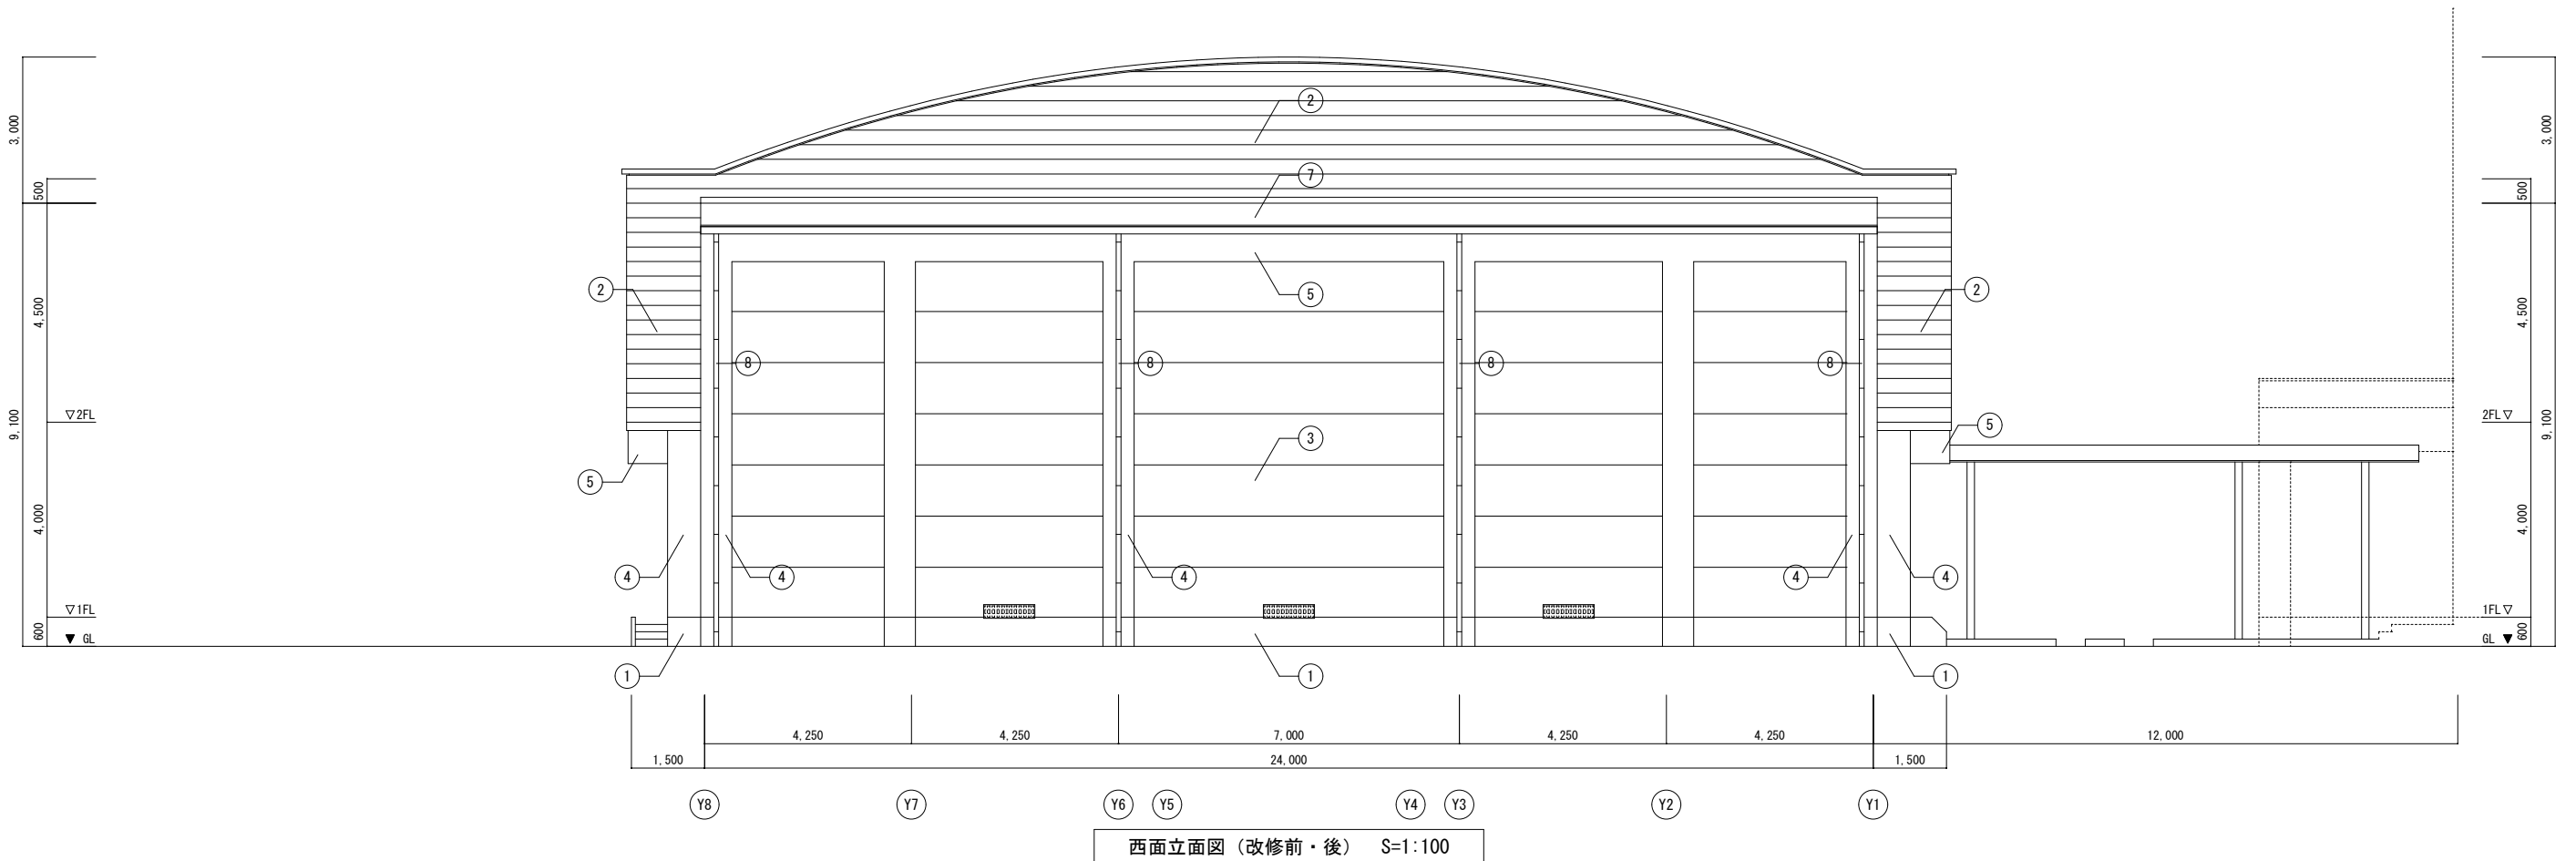 ②
3,000
3,000
⑦
500
500
⑤
②
②
4,500
4,500
⑧
⑧
⑧
⑧
▽2FL
2FL▽
9,100
9,100
⑤
③
⑤
4,000
4,000
④
④
④
④
④
▽1FL
1FL▽
600
▼ GL
GL ▼
600
①
①
①
4,250
4,250
7,000
4,250
4,250
12,000
1,500
24,000
1,500
Y8
Y7
Y6
Y5
Y4
Y3
Y2
Y1
西面立面図（改修前・後） S=1:100